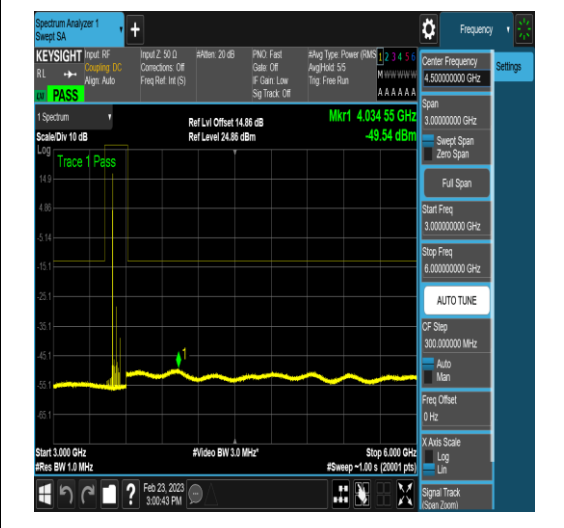 Spectrum Analyzer 1
Swept SA
+
Frequency
KEYSIGHT
RL
Input: RF
Coupling: DC
Align: Auto
Input Z: 50 Ω
Corrections: Off
Freq Ref: Int (S)
#Atten: 20 dB
PNO: Fast
Gate: Off
IF Gain: Low
Sig Track: Off
#Avg Type: Power (RMS
Avg|Hold: 5/5
Trig: Free Run
1 2 3 4 5 6
M W W W W W
A A A A A A
PASS
1 Spectrum
Scale/Div 10 dB
Log
Ref Lvl Offset 14.86 dB
Ref Level 24.86 dBm
Mkr1 4.034 55 GHz
-49.54 dBm
Trace 1 Pass
14.9
4.86
-5.14
-15.1
-25.1
-35.1
-45.1
-55.1
-65.1
1
Start 3.000 GHz
#Res BW 1.0 MHz
#Video BW 3.0 MHz*
Stop 6.000 GHz
#Sweep ~1.00 s (20001 pts)
Feb 23, 2023
3:00:43 PM
?
Center Frequency
4.500000000 GHz
Settings
Span
3.00000000 GHz
Swept Span
Zero Span
Full Span
Start Freq
3.000000000 GHz
Stop Freq
6.000000000 GHz
AUTO TUNE
CF Step
300.000000 MHz
Auto
Man
Freq Offset
0 Hz
X Axis Scale
Log
Lin
Signal Track
(Span Zoom)